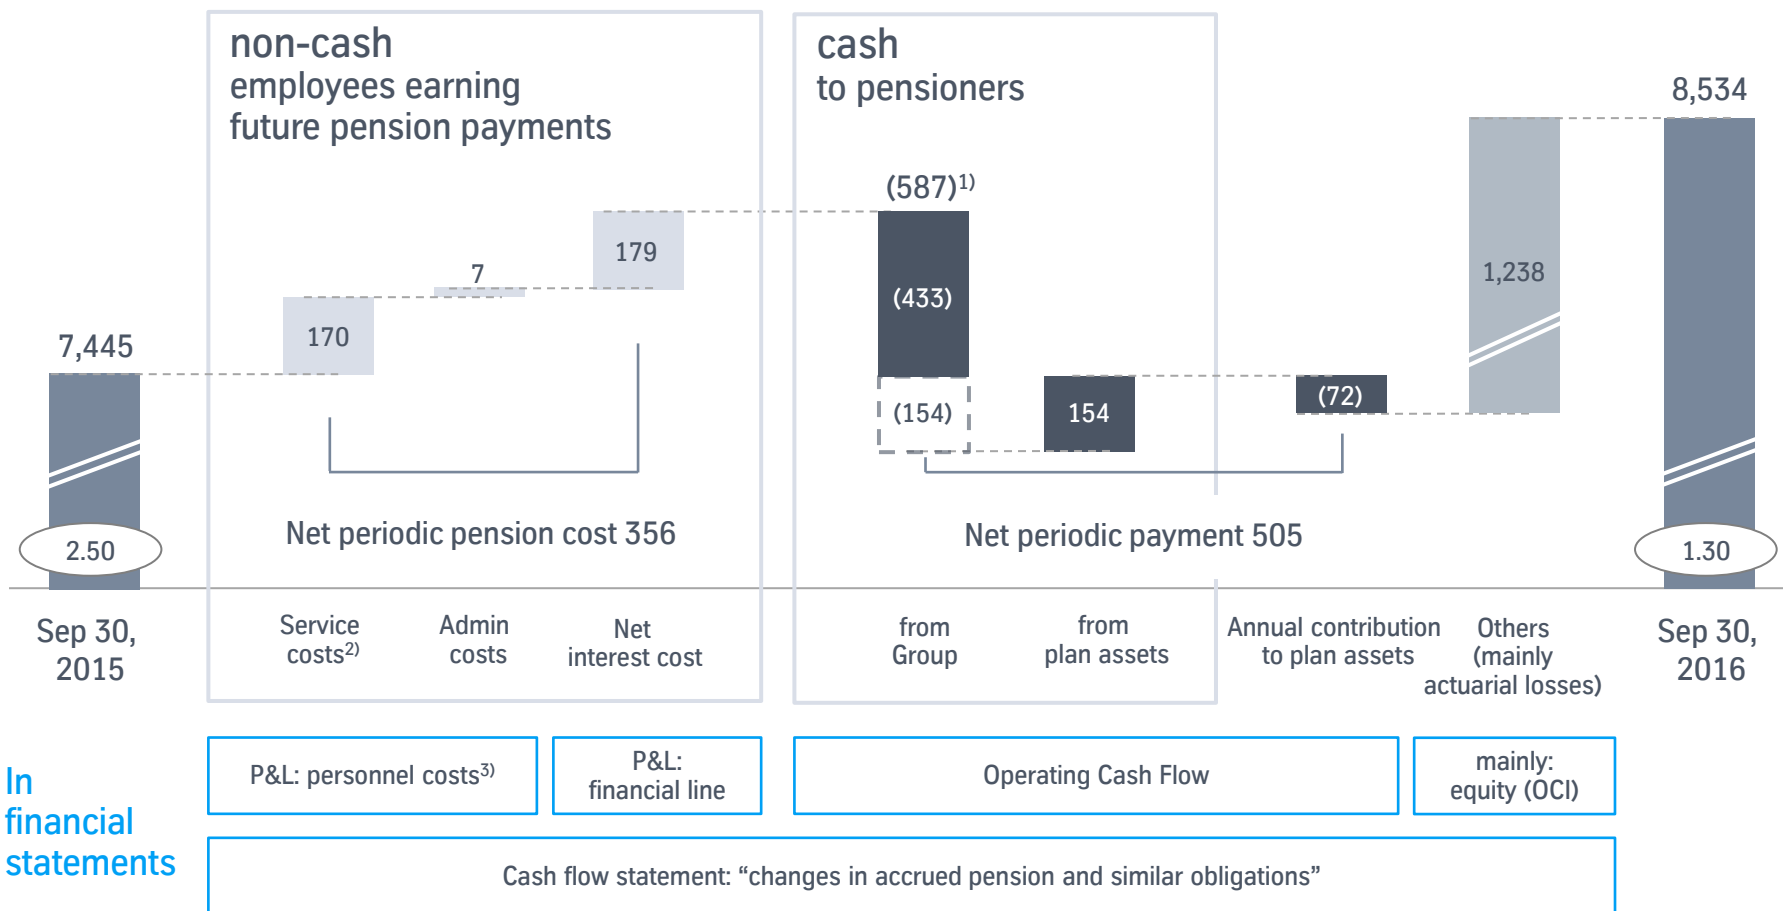 non-cash
employees earning
future pension payments
cash
to pensioners
7,445
170
7
179
(587)1)
(433)
(154)
154
(72)
1,238
8,534
Net periodic pension cost 356
Net periodic payment 505
2.50
1.30
Sep 30,
2015
Service
costs2)
Admin
costs
Net
interest cost
from
Group
from
plan assets
Annual contribution
to plan assets
Others
(mainly
actuarial losses)
Sep 30,
2016
In
financial
statements
P&L: personnel costs3)
P&L:
financial line
Operating Cash Flow
mainly:
equity (OCI)
Cash flow statement: “changes in accrued pension and similar obligations”